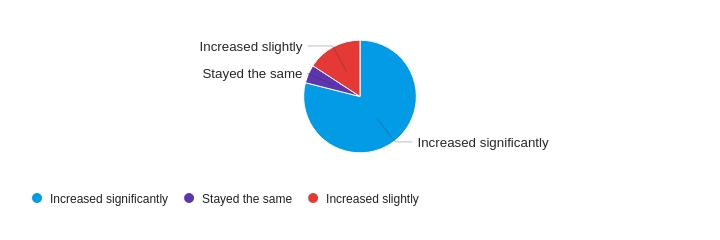 Increased slightly
Stayed the same
Increased significantly
Increased significantly Stayed the same Increased slightly